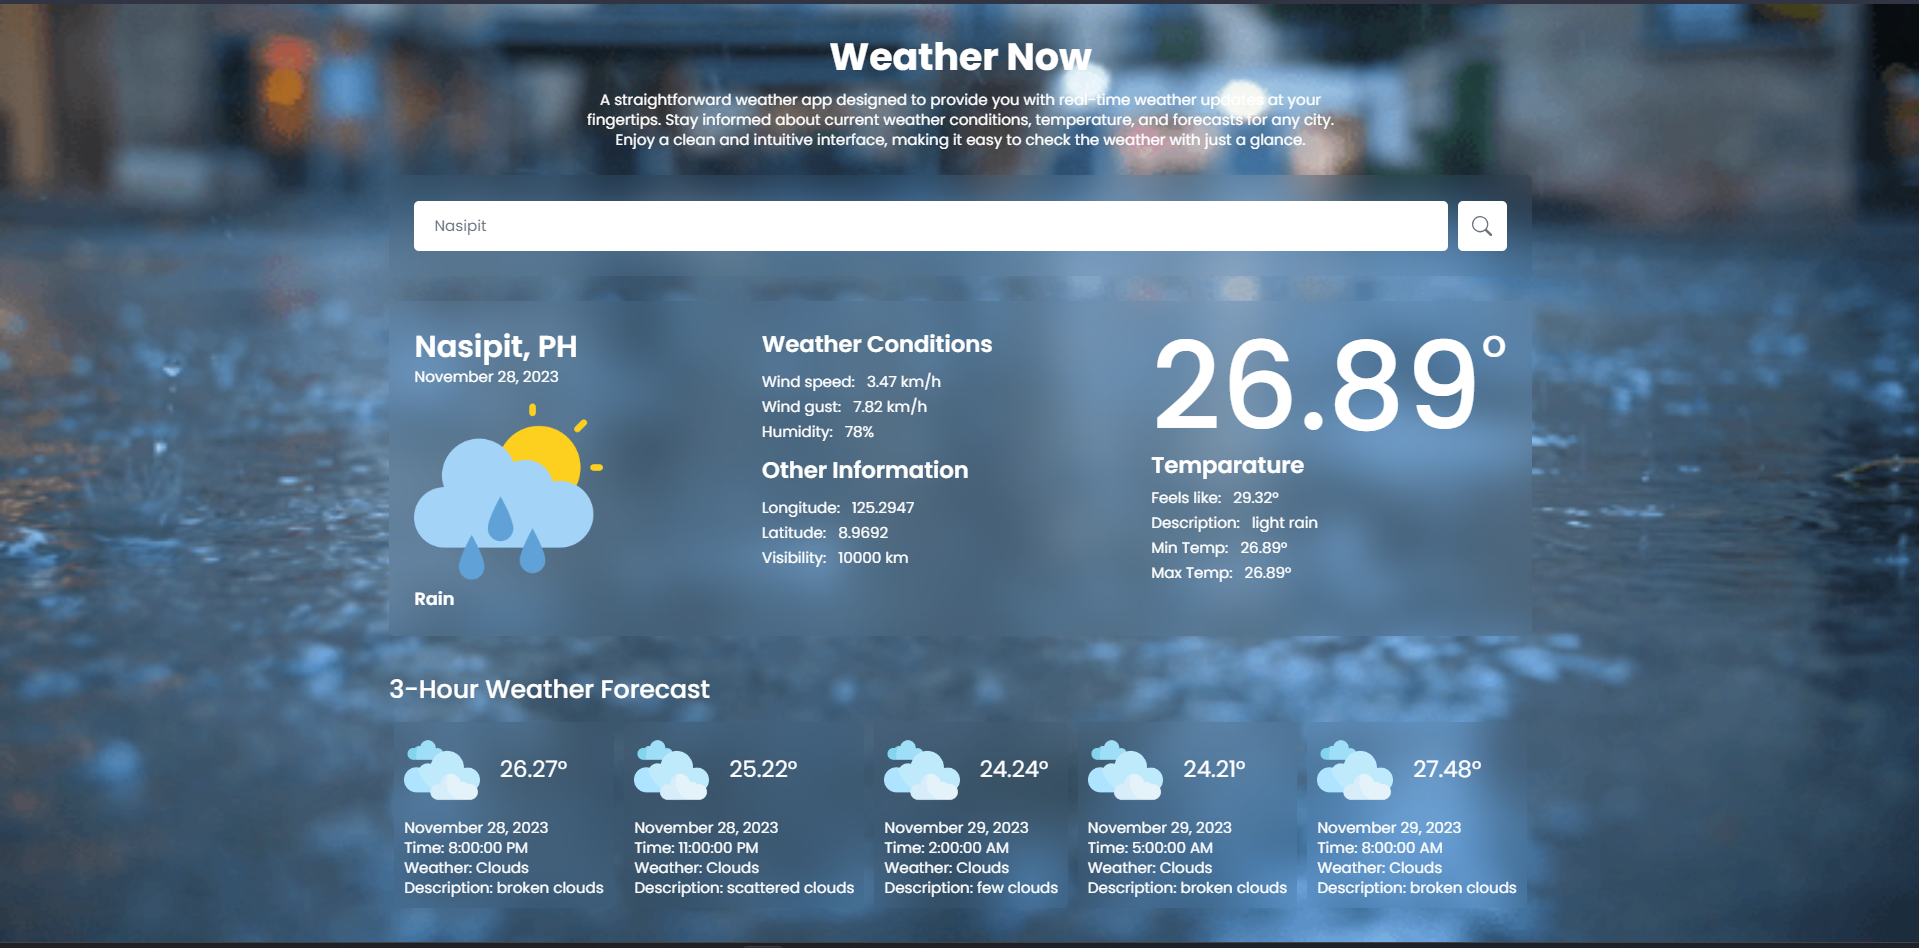 Weather Now
A straightforward weather app designed to provide you with real-time weather updates at your
fingertips. Stay informed about current weather conditions, temperature, and forecasts for any city.
Enjoy a clean and intuitive interface, making it easy to check the weather with just a glance.
Nasipit
Nasipit, PH
November 28, 2023
Rain
Weather Conditions
Wind speed: 3.47 km/h
Wind gust: 7.82 km/h
Humidity: 78%
Other Information
Longitude: 125.2947
Latitude: 8.9692
Visibility: 10000 km
26.89°
Temparature
Feels like: 29.32°
Description: light rain
Min Temp: 26.89°
Max Temp: 26.89°
3-Hour Weather Forecast
26.27°
November 28, 2023
Time: 8:00:00 PM
Weather: Clouds
Description: broken clouds
25.22°
November 28, 2023
Time: 11:00:00 PM
Weather: Clouds
Description: scattered clouds
24.24°
November 29, 2023
Time: 2:00:00 AM
Weather: Clouds
Description: few clouds
24.21°
November 29, 2023
Time: 5:00:00 AM
Weather: Clouds
Description: broken clouds
27.48°
November 29, 2023
Time: 8:00:00 AM
Weather: Clouds
Description: broken clouds